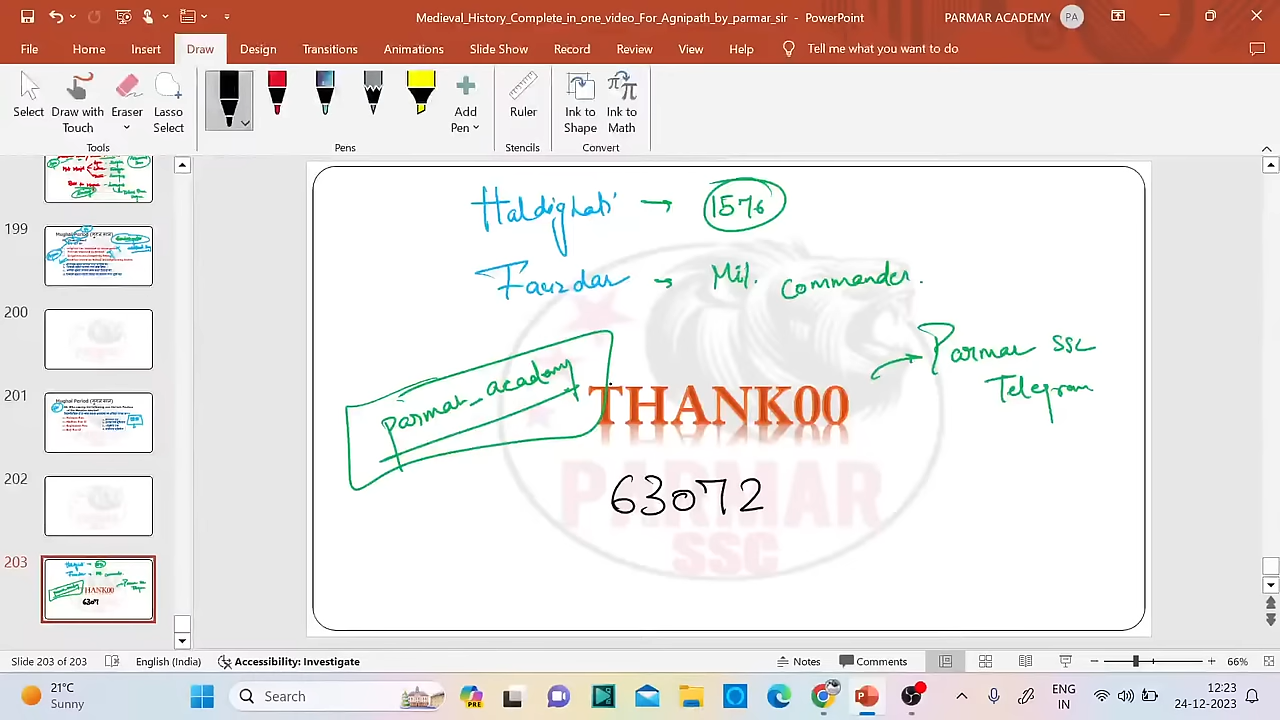 Medieval_History_Complete_in_one_video_For_Agnipath_by_parmar_sir - PowerPoint
PARMAR ACADEMY PA
File Home Insert Draw Design Transitions Animations Slide Show Record Review View Help Tell me what you want to do
Select Draw with Touch Eraser Lasso Select Add Pen Ruler Ink to Shape Ink to Math
Tools Pens Stencils Convert
199
200
201
202
203
Haldighati → 1576
Fauzdar → Mil. Commander.
parmar_academy
THANK00
Parmar SSC
Telegram
63072
PARMAR
SSC
Slide 203 of 203 English (India) Accessibility: Investigate Notes Comments 66%
21°C
Sunny
Search
PRE
ENG
IN
12:23
24-12-2023